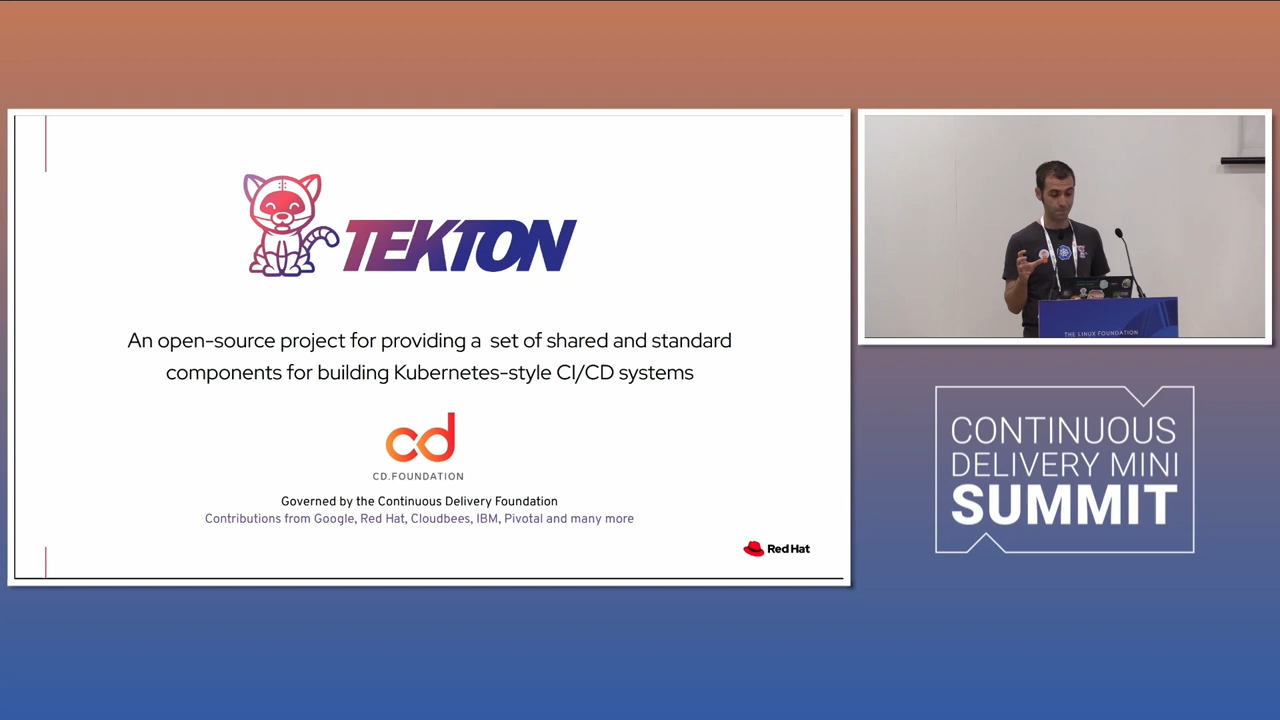 TEKTON
An open-source project for providing a set of shared and standard
components for building Kubernetes-style CI/CD systems
cd
CD.FOUNDATION
Governed by the Continuous Delivery Foundation
Contributions from Google, Red Hat, Cloudbees, IBM, Pivotal and many more
Red Hat
THE LINUX FOUNDATION
CONTINUOUS
DELIVERY MINI
SUMMIT